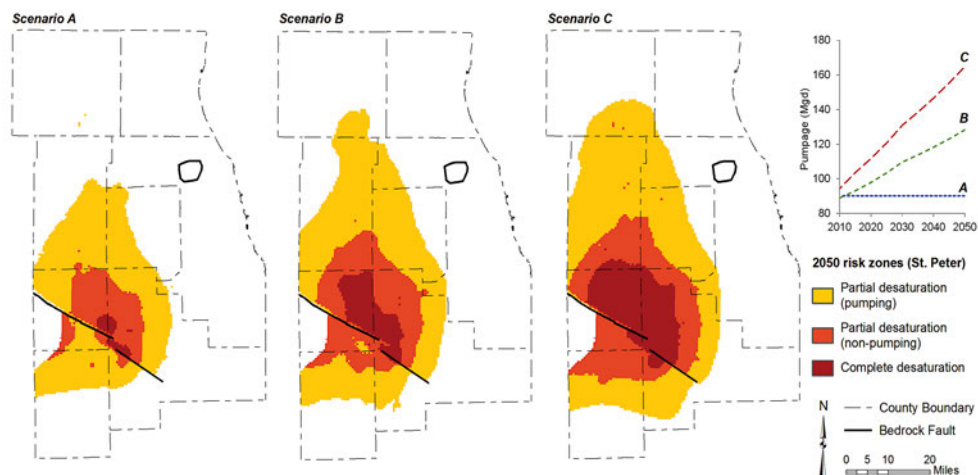 Scenario A
Scenario B
Scenario C
180
160
140
120
100
80
Pumpage (Mgd)
C
B
A
2010 2020 2030 2040 2050
2050 risk zones (St. Peter)
Partial desaturation
(pumping)
Partial desaturation
(non-pumping)
Complete desaturation
County Boundary
Bedrock Fault
N
0 5 10 20
Miles